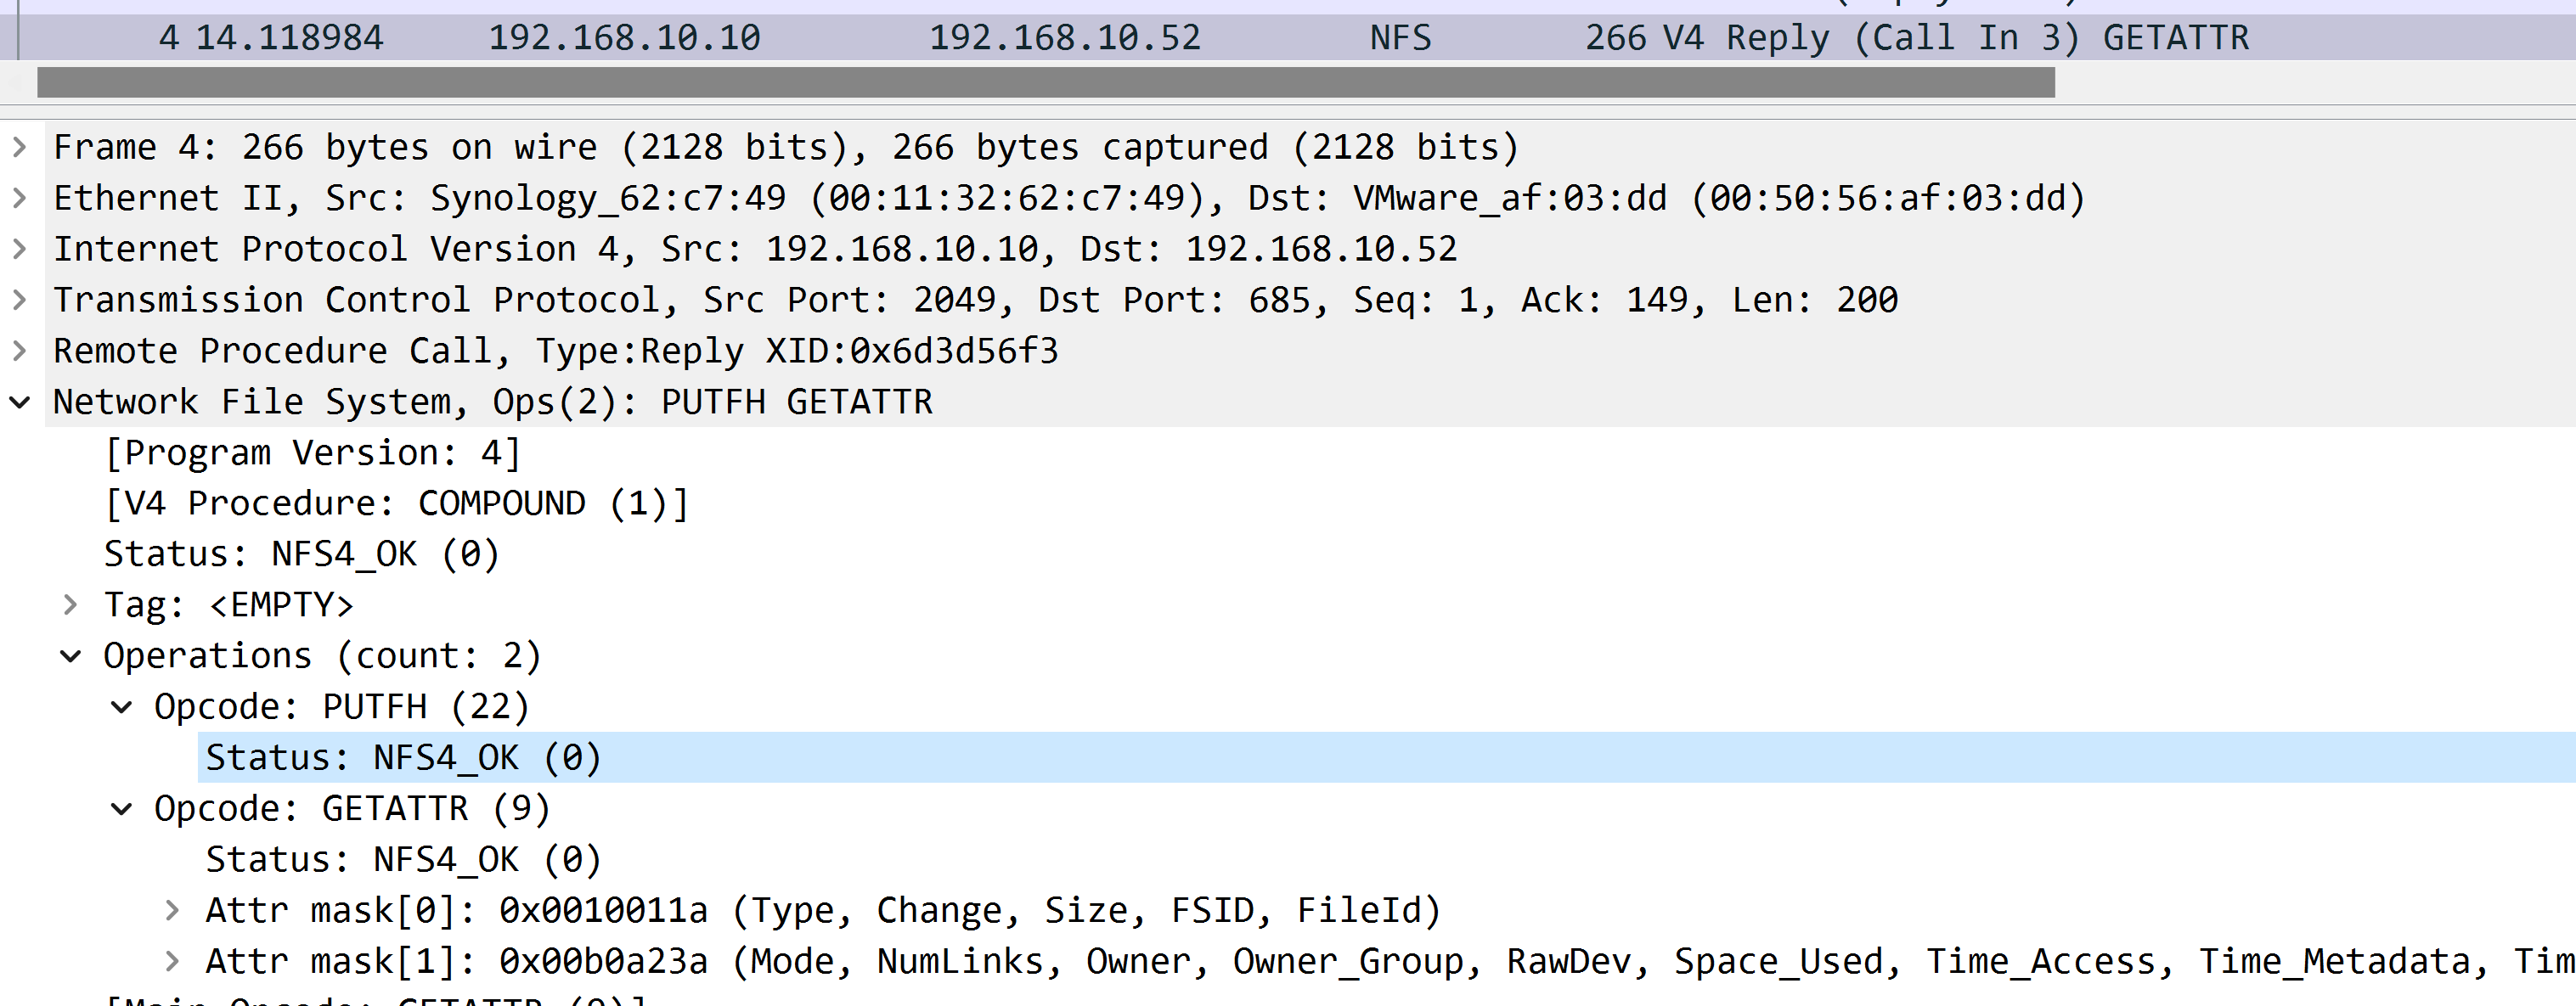 4 14.118984 192.168.10.10 192.168.10.52 NFS 266 V4 Reply (Call In 3) GETATTR
Frame 4: 266 bytes on wire (2128 bits), 266 bytes captured (2128 bits)
Ethernet II, Src: Synology_62:c7:49 (00:11:32:62:c7:49), Dst: VMware_af:03:dd (00:50:56:af:03:dd)
Internet Protocol Version 4, Src: 192.168.10.10, Dst: 192.168.10.52
Transmission Control Protocol, Src Port: 2049, Dst Port: 685, Seq: 1, Ack: 149, Len: 200
Remote Procedure Call, Type:Reply XID:0x6d3d56f3
Network File System, Ops(2): PUTFH GETATTR
[Program Version: 4]
[V4 Procedure: COMPOUND (1)]
Status: NFS4_OK (0)
Tag: <EMPTY>
Operations (count: 2)
Opcode: PUTFH (22)
Status: NFS4_OK (0)
Opcode: GETATTR (9)
Status: NFS4_OK (0)
Attr mask[0]: 0x0010011a (Type, Change, Size, FSID, FileId)
Attr mask[1]: 0x00b0a23a (Mode, NumLinks, Owner, Owner_Group, RawDev, Space_Used, Time_Access, Time_Metadata, Tim
[Main Opcode: GETATTR (9)]